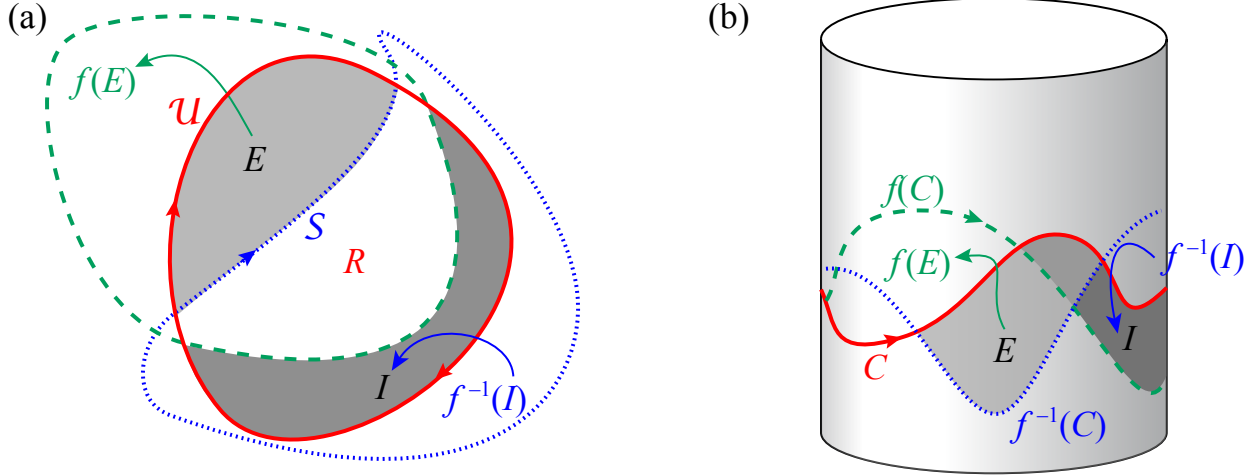 (a)
f(E)
𝒰
E
𝒮
R
I
f⁻¹(I)
(b)
f(C)
f(E)
f⁻¹(I)
E
I
C
f⁻¹(C)